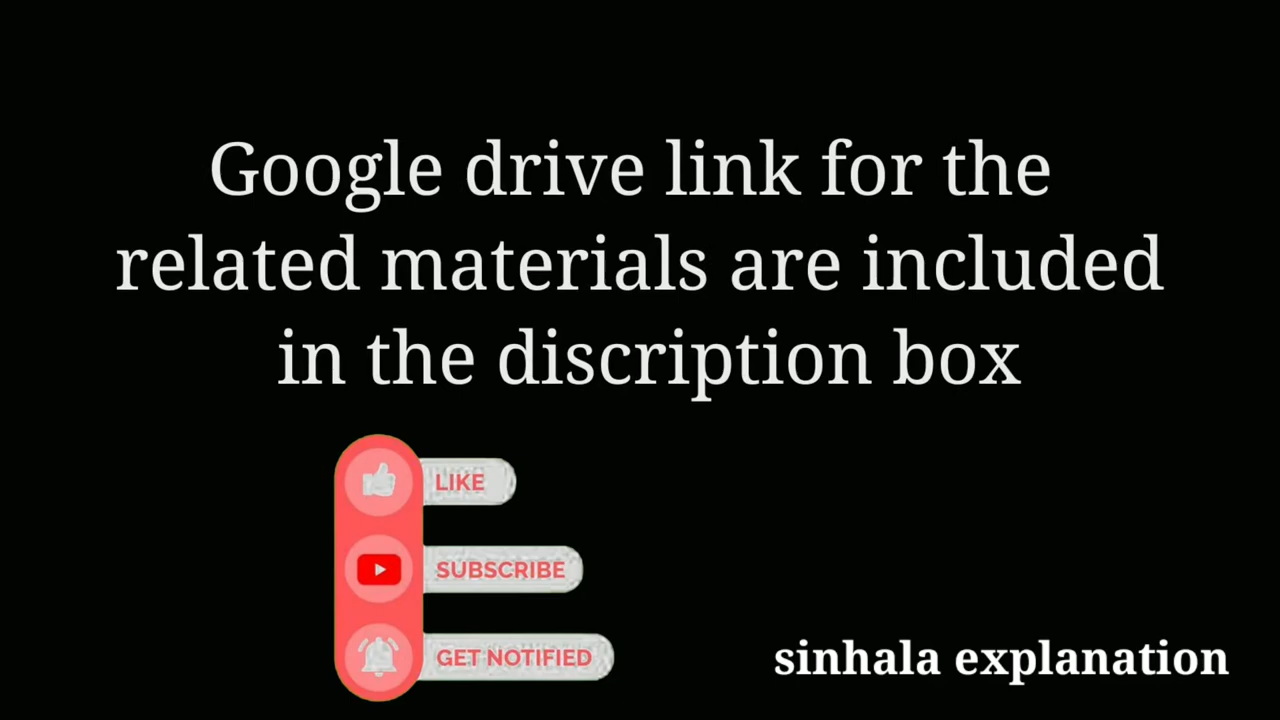 Google drive link for the
related materials are included
in the discription box
LIKE
SUBSCRIBE
GET NOTIFIED
sinhala explanation